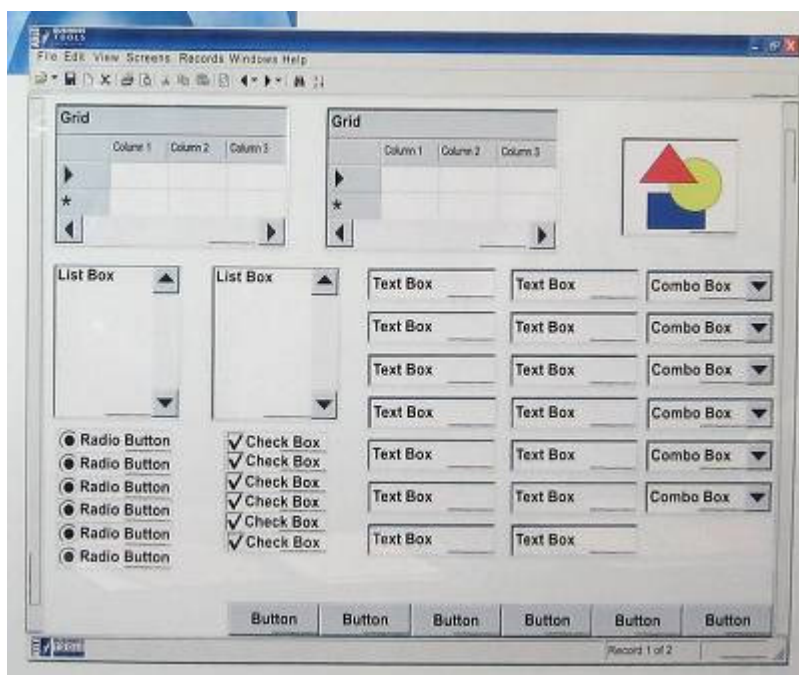 BUSINESS
TOOLS
File Edit View Screens Records Windows Help
Grid
Column 1 Column 2 Column 3
*
Grid
Column 1 Column 2 Column 3
*
List Box
List Box
Text Box Text Box Combo Box
Text Box Text Box Combo Box
Text Box Text Box Combo Box
Text Box Text Box Combo Box
Text Box Text Box Combo Box
Text Box Text Box Combo Box
Text Box Text Box
Radio Button
Radio Button
Radio Button
Radio Button
Radio Button
Radio Button
Check Box
Check Box
Check Box
Check Box
Check Box
Check Box
Button Button Button Button Button Button
BUSINESS
TOOLS
Record 1 of 2